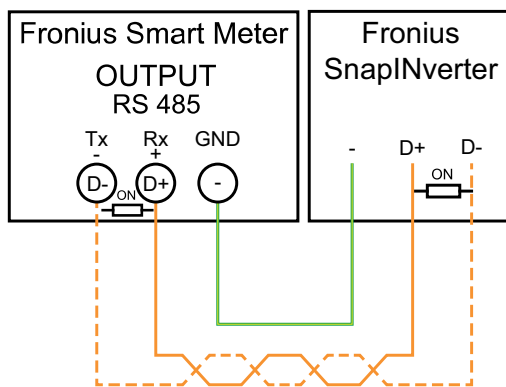 Fronius Smart Meter
OUTPUT
RS 485
Tx Rx GND
- +
D- D+ -
ON
Fronius
SnapINverter
- D+ D-
ON